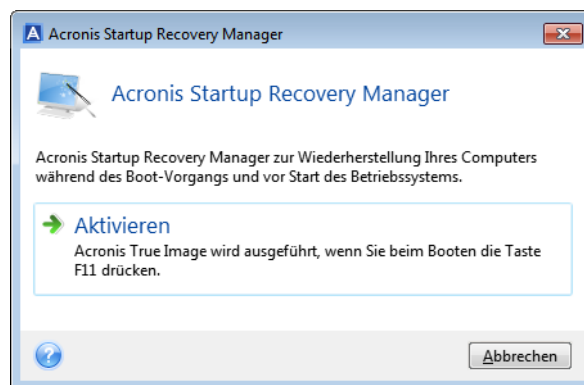 Acronis Startup Recovery Manager
Acronis Startup Recovery Manager
Acronis Startup Recovery Manager zur Wiederherstellung Ihres Computers
während des Boot-Vorgangs und vor Start des Betriebssystems.
Aktivieren
Acronis True Image wird ausgeführt, wenn Sie beim Booten die Taste
F11 drücken.
Abbrechen